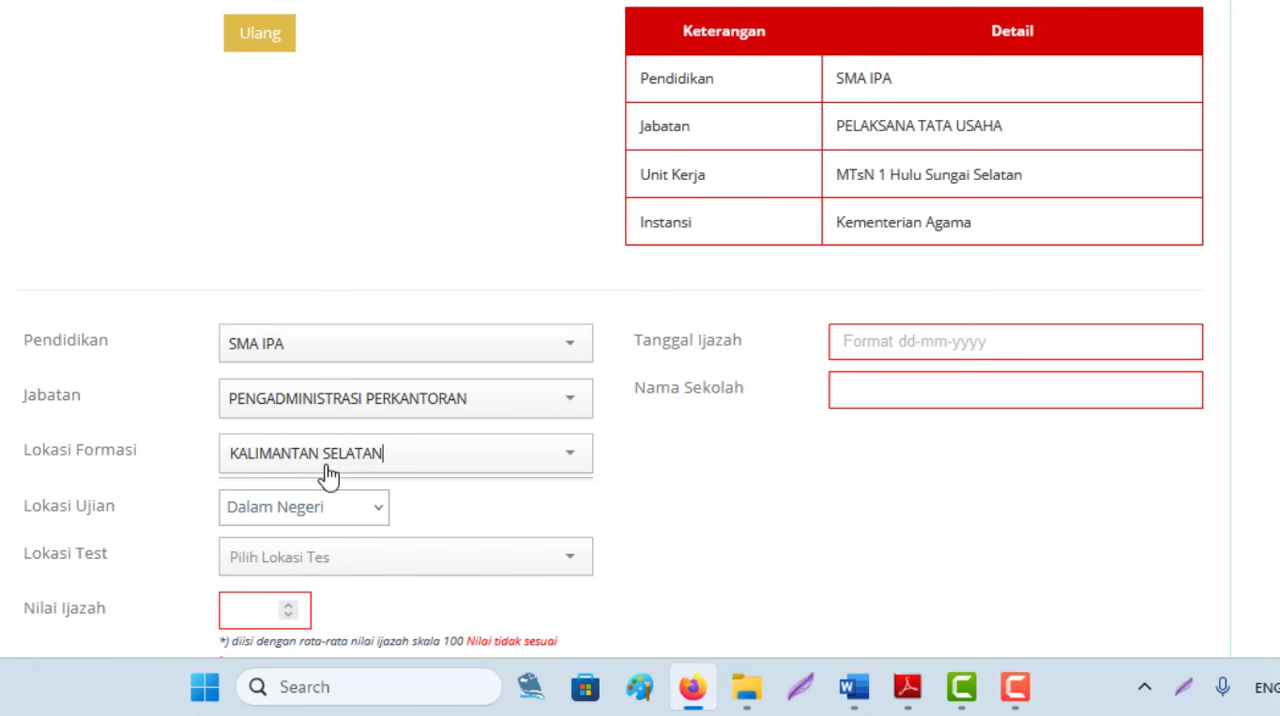 Ulang
Keterangan Detail
Pendidikan SMA IPA
Jabatan PELAKSANA TATA USAHA
Unit Kerja MTsN 1 Hulu Sungai Selatan
Instansi Kementerian Agama
Pendidikan SMA IPA
Tanggal Ijazah Format dd-mm-yyyy
Jabatan PENGADMINISTRASI PERKANTORAN
Nama Sekolah
Lokasi Formasi KALIMANTAN SELATAN
Lokasi Ujian Dalam Negeri
Lokasi Test Pilih Lokasi Tes
Nilai Ijazah
*) diisi dengan rata-rata nilai ijazah skala 100 Nilai tidak sesuai
Search
ENG